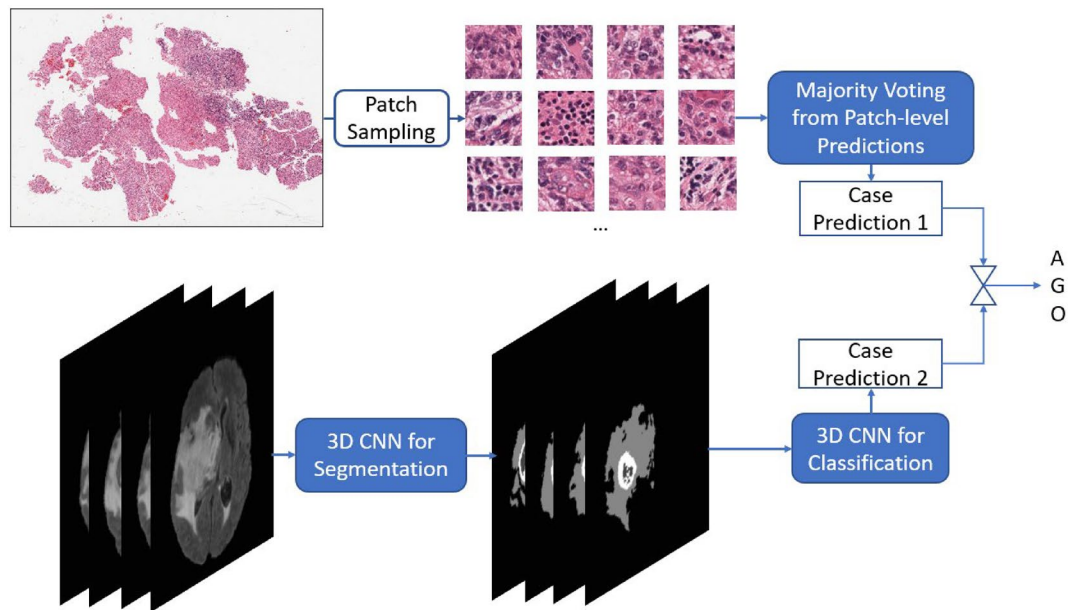 Patch
Sampling
...
Majority Voting
from Patch-level
Predictions
Case
Prediction 1
A
G
O
Case
Prediction 2
3D CNN for
Segmentation
3D CNN for
Classification